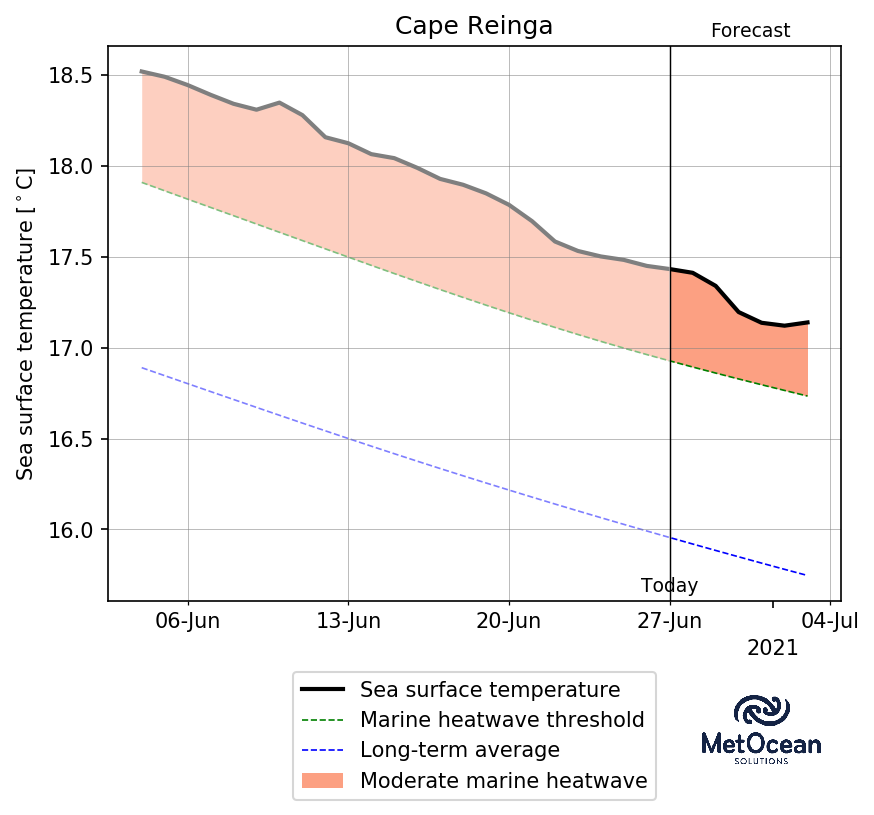 Cape Reinga
Forecast
Sea surface temperature [°C]
18.5
18.0
17.5
17.0
16.5
16.0
Today
06-Jun
13-Jun
20-Jun
27-Jun
04-Jul
2021
Sea surface temperature
Marine heatwave threshold
Long-term average
Moderate marine heatwave
MetOcean
SOLUTIONS